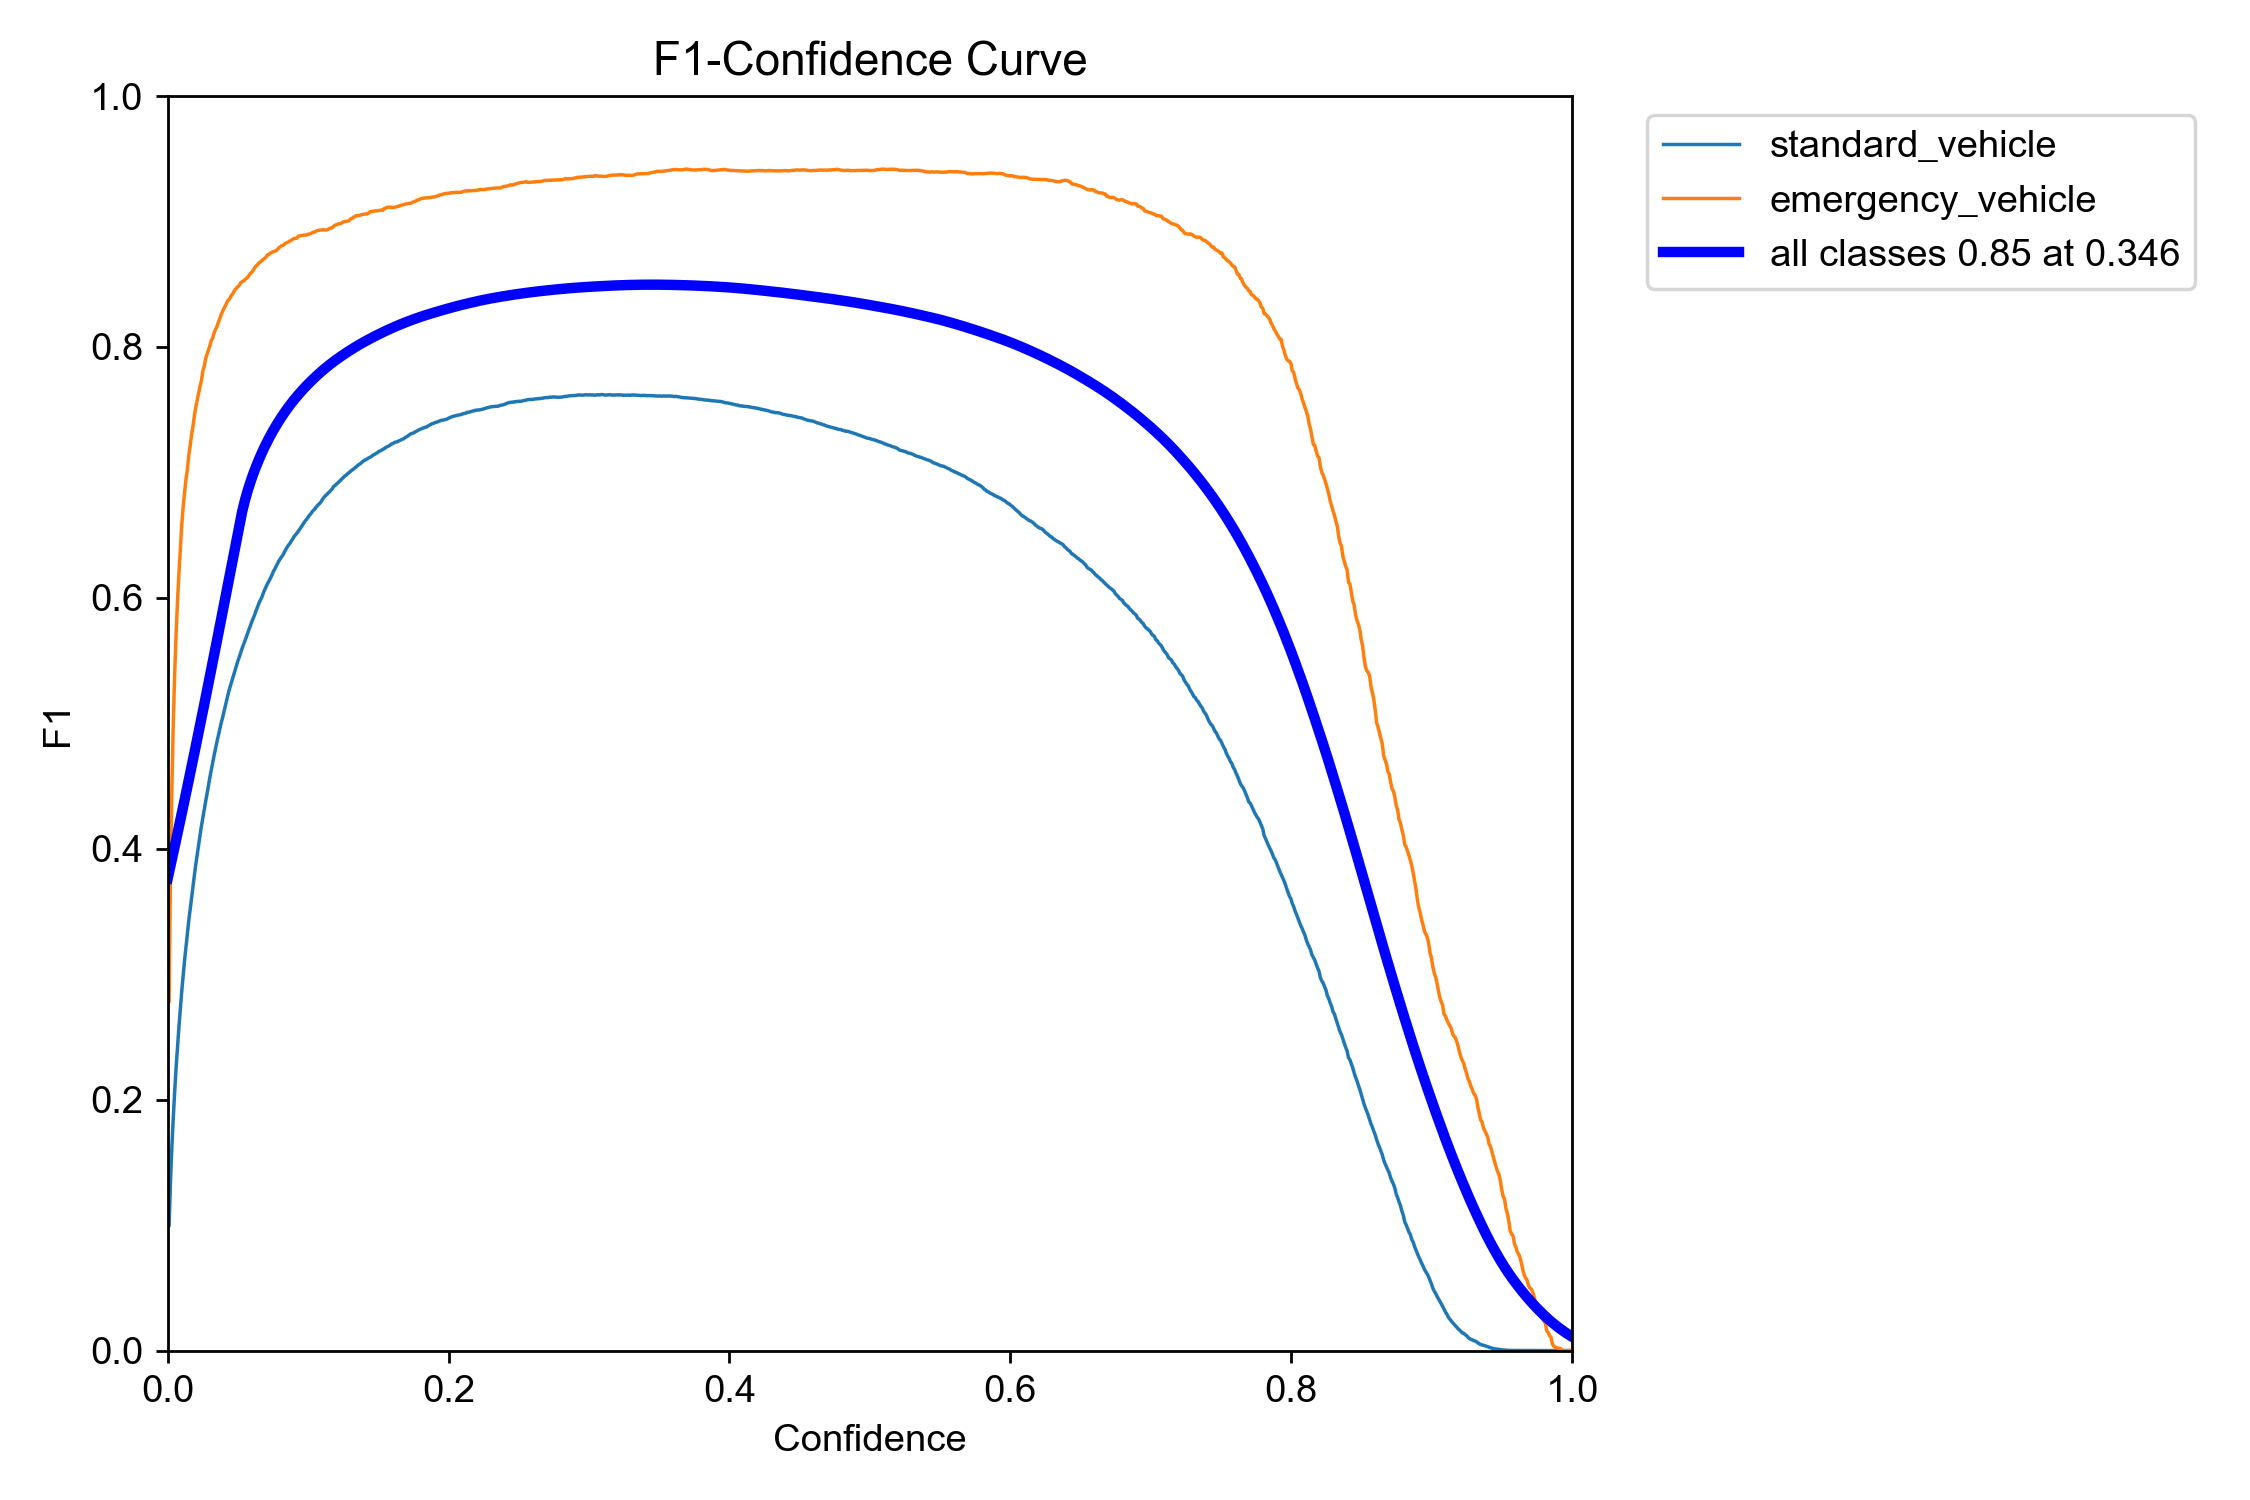 F1-Confidence Curve
1.0
0.8
0.6
0.4
0.2
0.0
F1
0.0 0.2 0.4 0.6 0.8 1.0
Confidence
standard_vehicle
emergency_vehicle
all classes 0.85 at 0.346